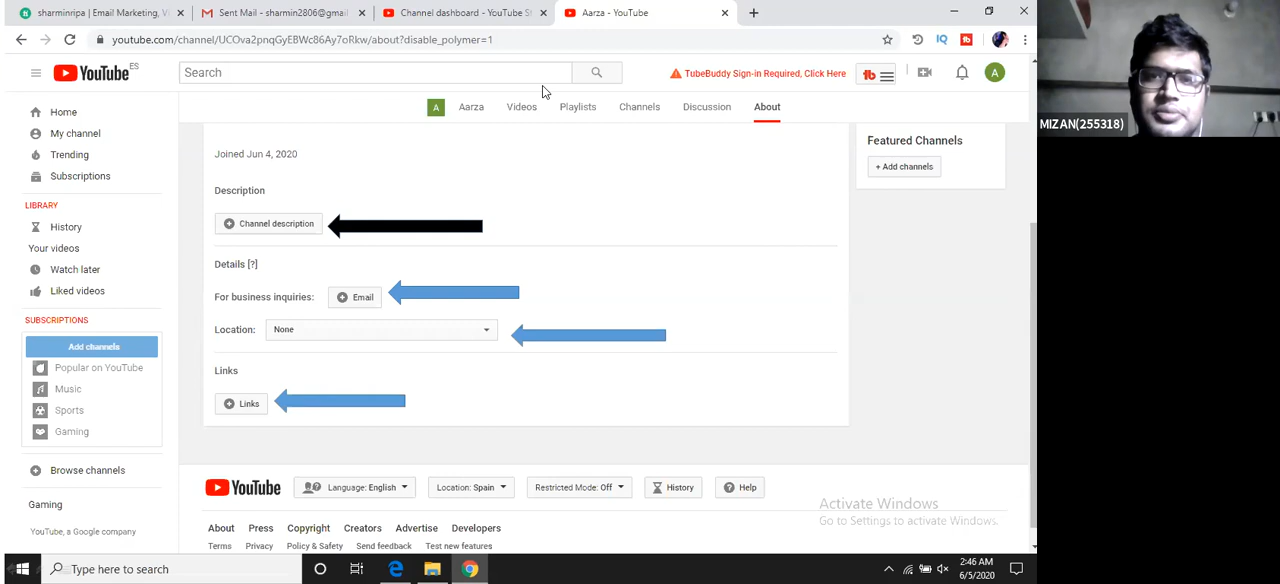 sharminripa | Email Marketing, Vi
Sent Mail - sharmin2806@gmail
Channel dashboard - YouTube St
Aarza - YouTube
youtube.com/channel/UCOva2pnqGyEBWc86Ay7oRkw/about?disable_polymer=1
YouTube ES
Search
TubeBuddy Sign-in Required, Click Here
A
A Aarza Videos Playlists Channels Discussion About
MIZAN(255318)
Home
My channel
Trending
Subscriptions
LIBRARY
History
Your videos
Watch later
Liked videos
SUBSCRIPTIONS
Add channels
Popular on YouTube
Music
Sports
Gaming
Browse channels
Gaming
YouTube, a Google company
Joined Jun 4, 2020
Description
Channel description
Details [?]
For business inquiries: Email
Location: None
Links
Links
Featured Channels
+ Add channels
YouTube Language: English Location: Spain Restricted Mode: Off History Help
About Press Copyright Creators Advertise Developers
Terms Privacy Policy & Safety Send feedback Test new features
Activate Windows
Go to Settings to activate Windows.
Type here to search
2:46 AM
6/5/2020